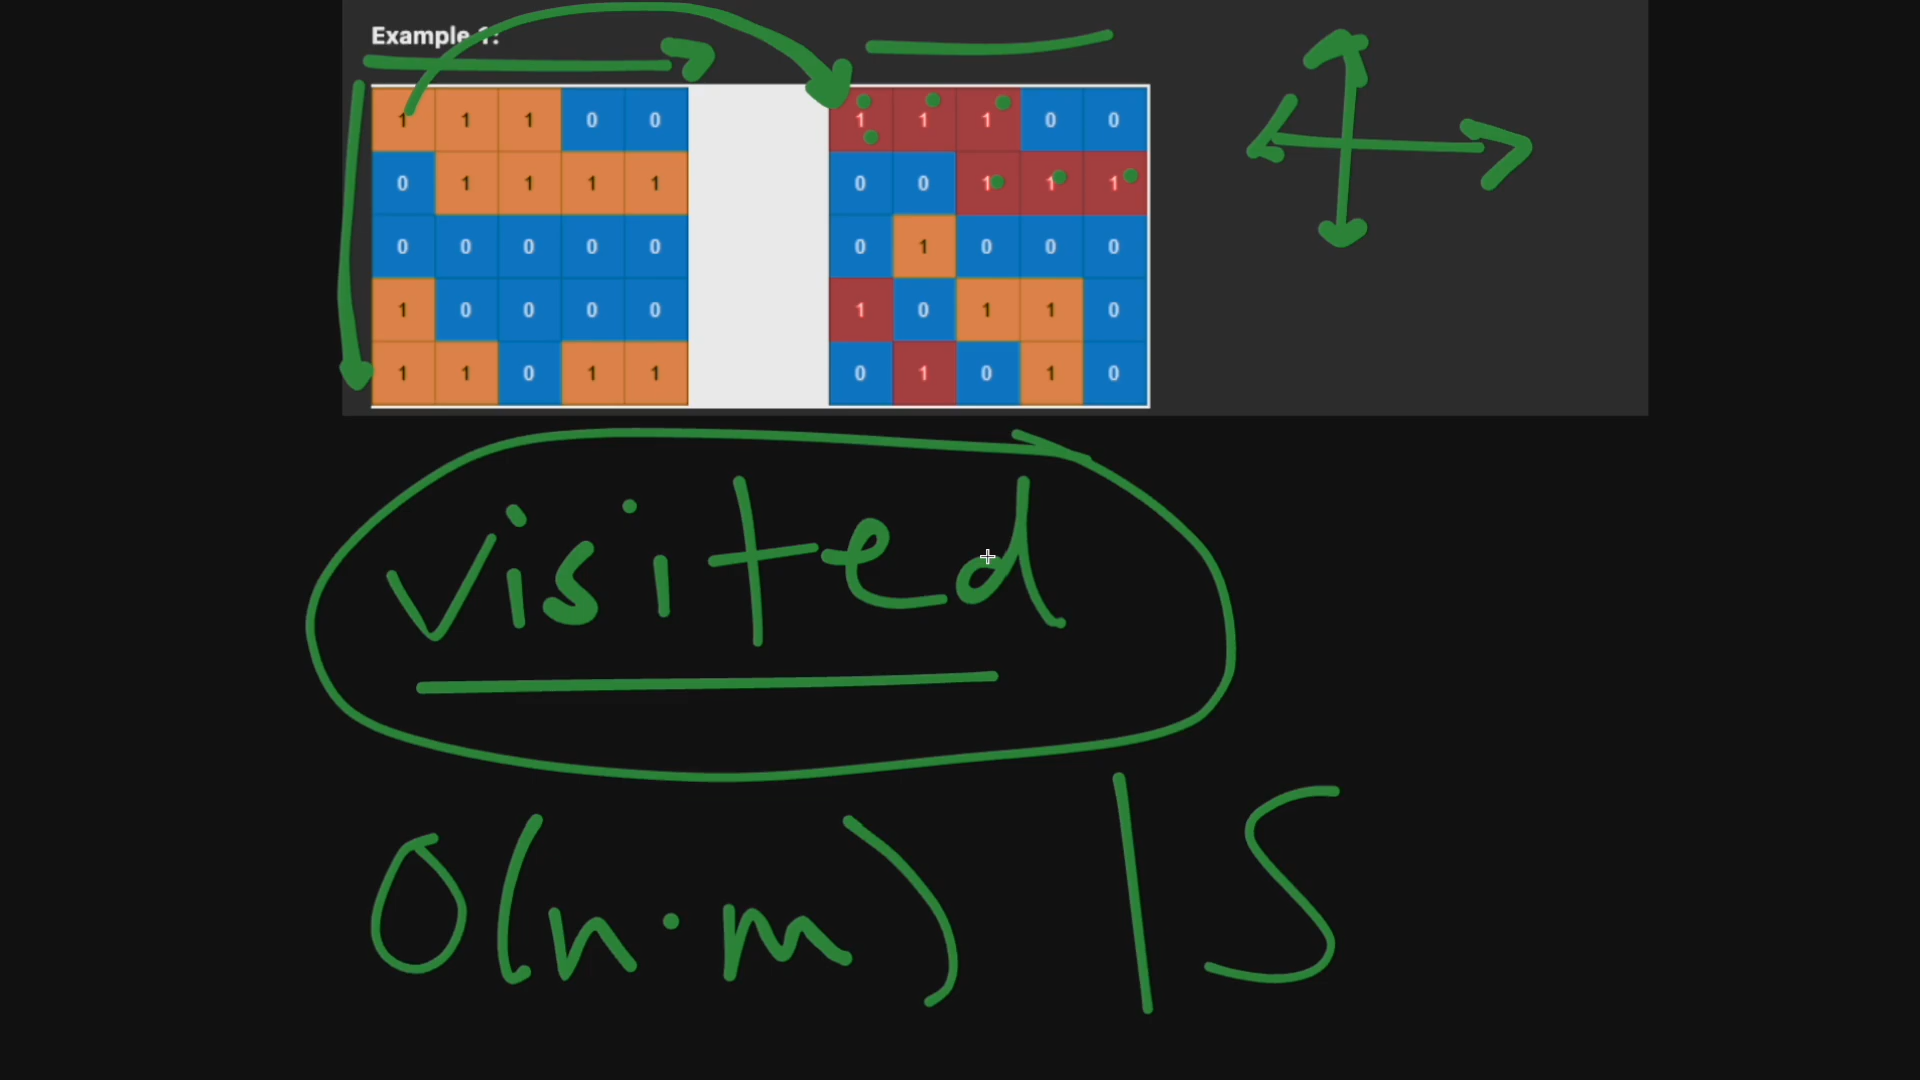 Example 1:
1 1 1 0 0 1 1 1 0 0
0 1 1 1 1 0 0 1 1 1
0 0 0 0 0 0 1 0 0 0
1 0 0 0 0 1 0 1 1 0
1 1 0 1 1 0 1 0 1 0
visited
O(n·m) | S